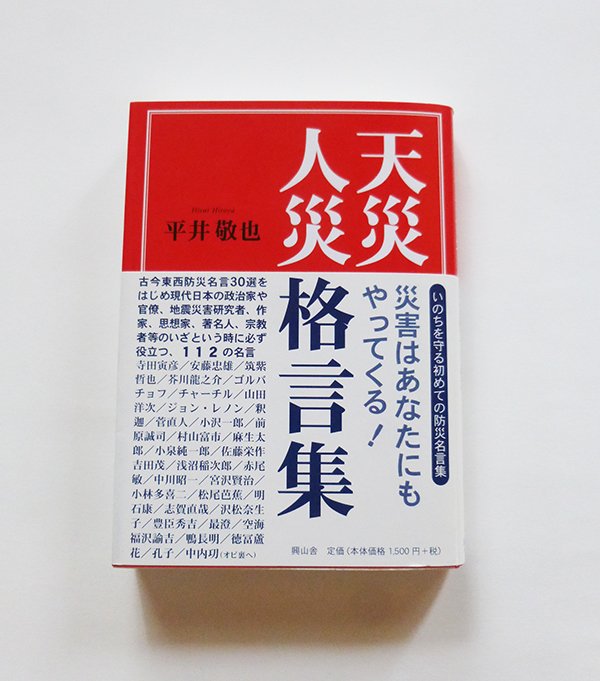 天災
人災
格言集
平井敬也
いのちを守る初めての防災名言集
災害はあなたにも
やってくる！
古今東西防災名言30選を
はじめ現代日本の政治家や
官僚、地震災害研究者、作
家、思想家、著名人、宗教
者等のいざという時に必ず
役立つ、112の名言
寺田寅彦／安藤忠雄／筑紫
哲也／芥川龍之介／ゴルバ
チョフ／チャーチル／山田
洋次／ジョン・レノン／釈
迦／菅直人／小沢一郎／前
原誠司／村山富市／麻生太
郎／小泉純一郎／佐藤栄作
吉田茂／浅沼稲次郎／赤尾
敏／中川昭一／宮沢賢治／
小林多喜二／松尾芭蕉／明
石康／志賀直哉／沢松奈生
子／豊臣秀吉／最澄／空海
福沢諭吉／鴨長明／徳冨蘆
花／孔子／中内㓛(オビ裏へ)
興山舎 定価（本体価格 1,500円+税）